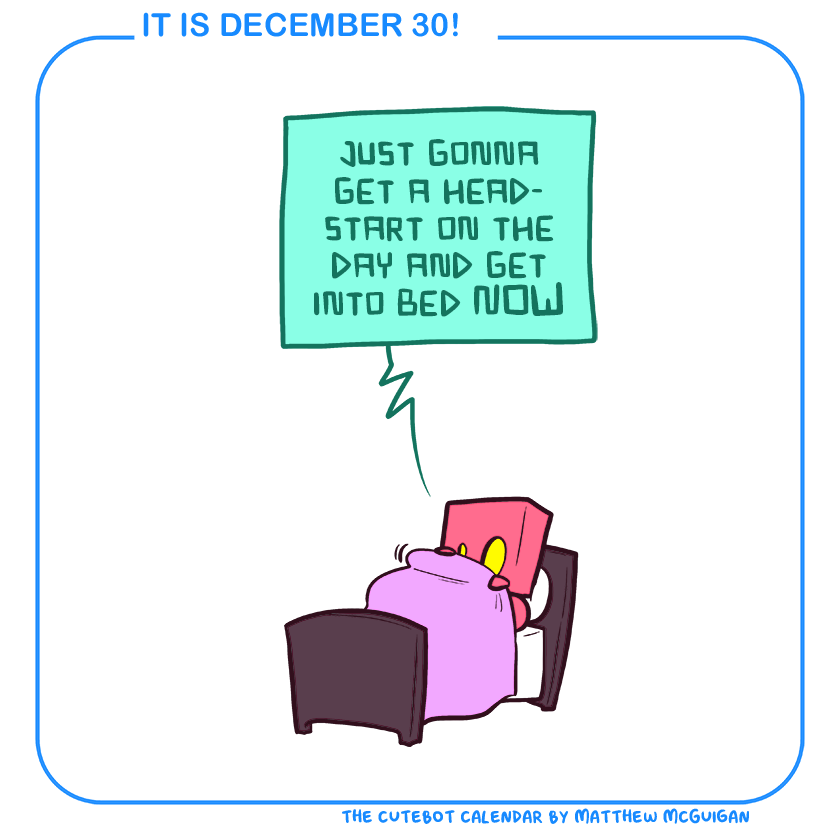 IT IS DECEMBER 30!
JUST GONNA
GET A HEAD-
START ON THE
DAY AND GET
INTO BED NOW
THE CUTEBOT CALENDAR BY MATTHEW MCGUIGAN